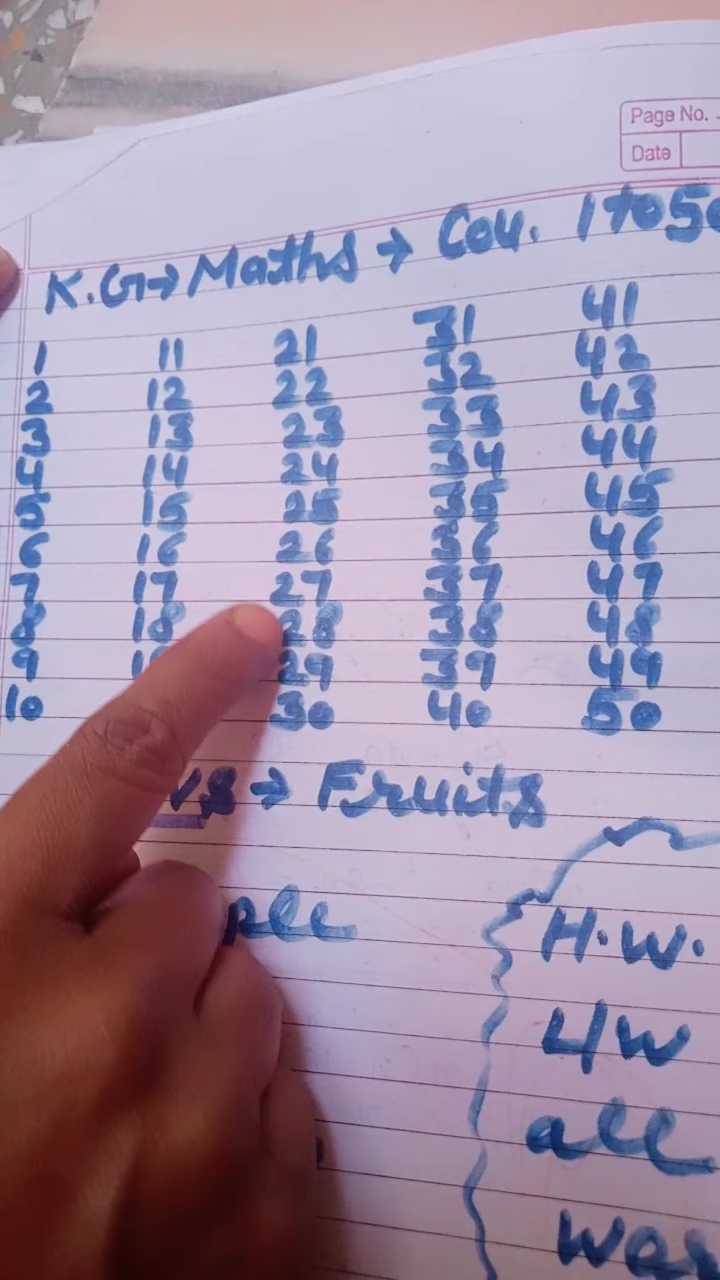 Page No.
Date
K.G → Maths → Cou. 1 to 50
1 11 21 31 41
2 12 22 32 42
3 13 23 33 43
4 14 24 34 44
5 15 25 35 45
6 16 26 36 46
7 17 27 37 47
8 18 28 38 48
9 29 39 49
10 30 40 50
→ Fruits
H.W.
L/W
all